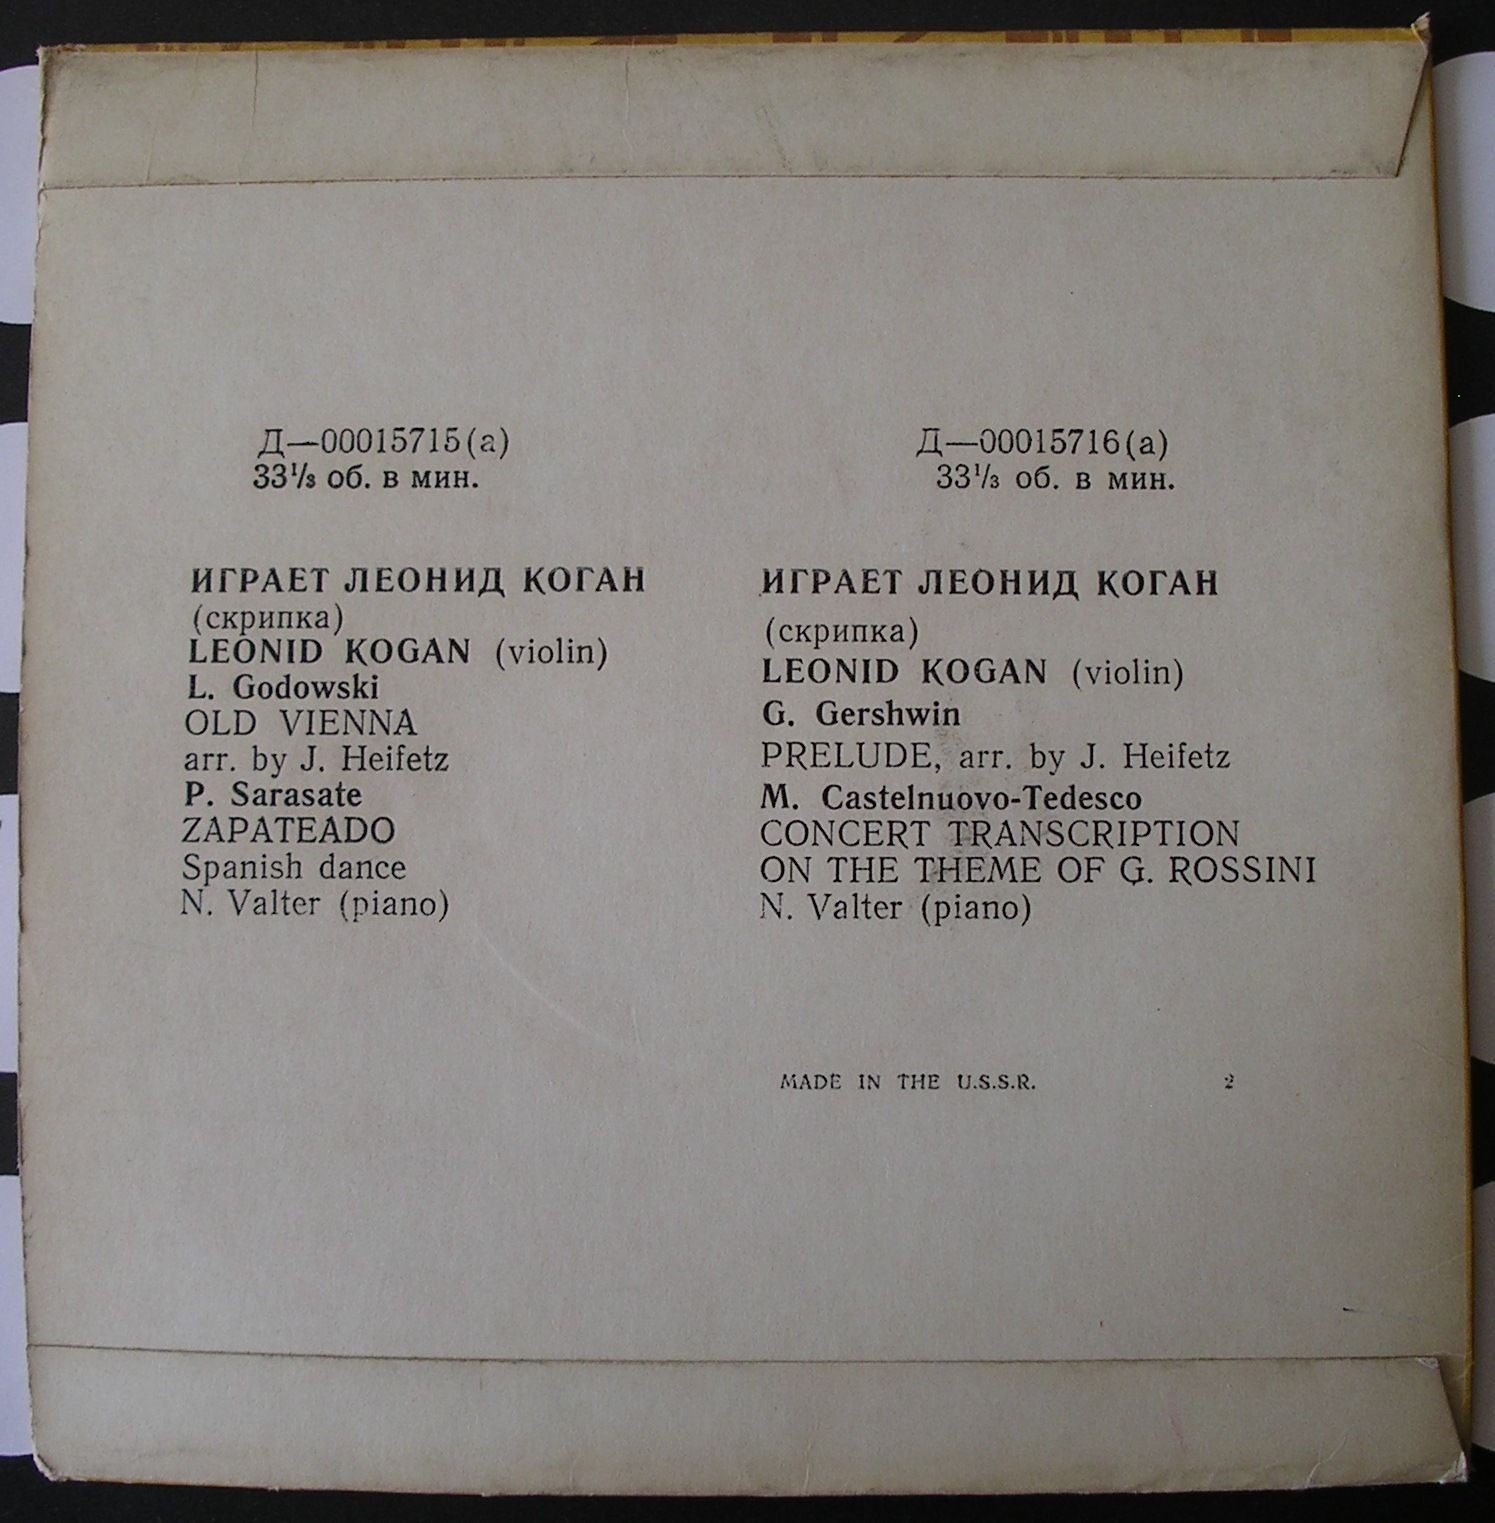 Д—00015715(а)
33⅓ об. в мин.
ИГРАЕТ ЛЕОНИД КОГАН
(скрипка)
LEONID KOGAN (violin)
L. Godowski
OLD VIENNA
arr. by J. Heifetz
P. Sarasate
ZAPATEADO
Spanish dance
N. Valter (piano)
Д—00015716(а)
33⅓ об. в мин.
ИГРАЕТ ЛЕОНИД КОГАН
(скрипка)
LEONID KOGAN (violin)
G. Gershwin
PRELUDE, arr. by J. Heifetz
M. Castelnuovo-Tedesco
CONCERT TRANSCRIPTION
ON THE THEME OF G. ROSSINI
N. Valter (piano)
MADE IN THE U.S.S.R. 2